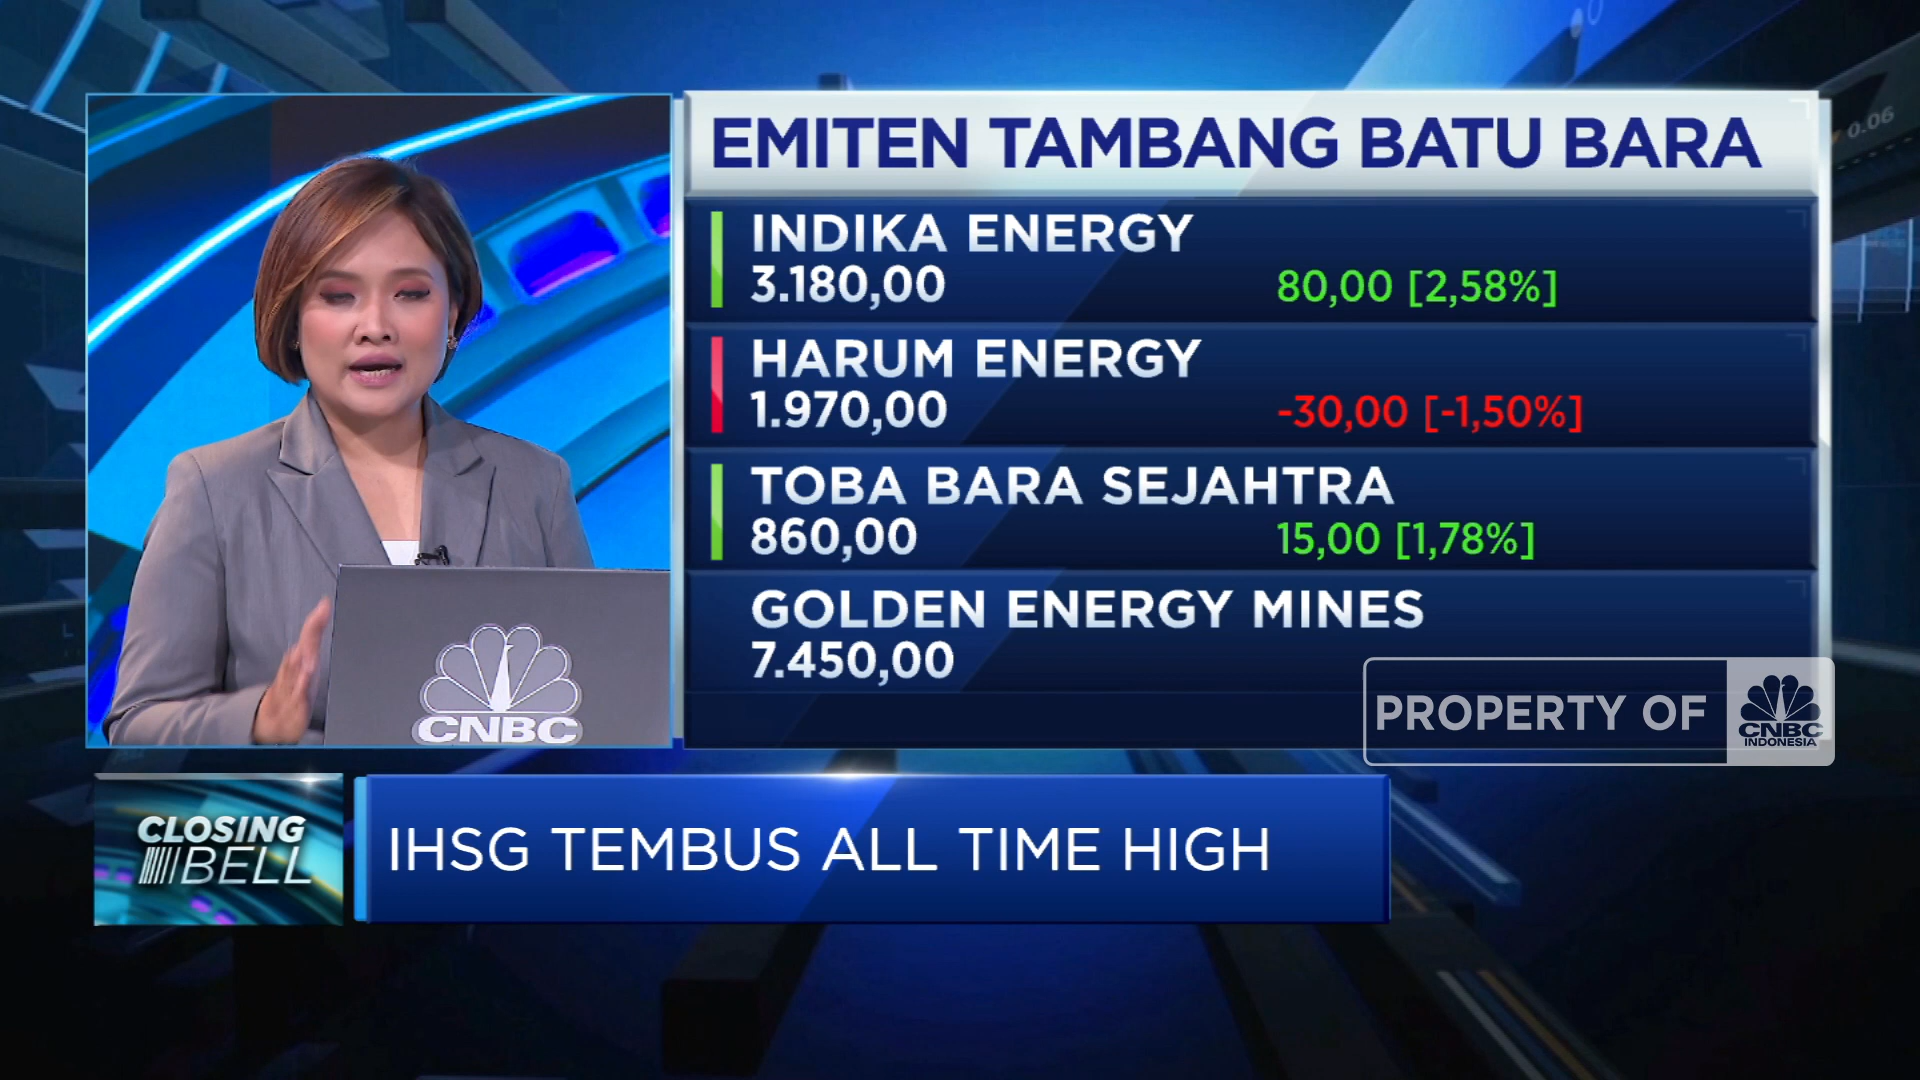 EMITEN TAMBANG BATU BARA
INDIKA ENERGY
3.180,00 80,00 [2,58%]
HARUM ENERGY
1.970,00 -30,00 [-1,50%]
TOBA BARA SEJAHTRA
860,00 15,00 [1,78%]
GOLDEN ENERGY MINES
7.450,00
PROPERTY OF CNBC INDONESIA
CNBC
CLOSING
BELL
IHSG TEMBUS ALL TIME HIGH
0.06